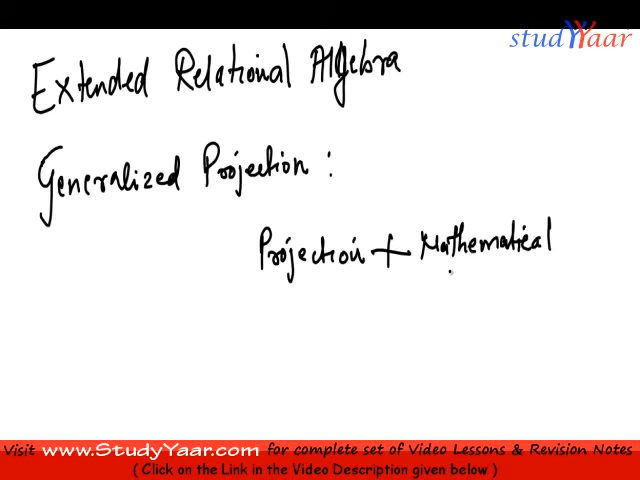 studYYaar
Extended Relational Algebra
Generalized Projection :
Projection + Mathematical
Visit www.StudyYaar.com for complete set of Video Lessons & Revision Notes
( Click on the Link in the Video Description given below )